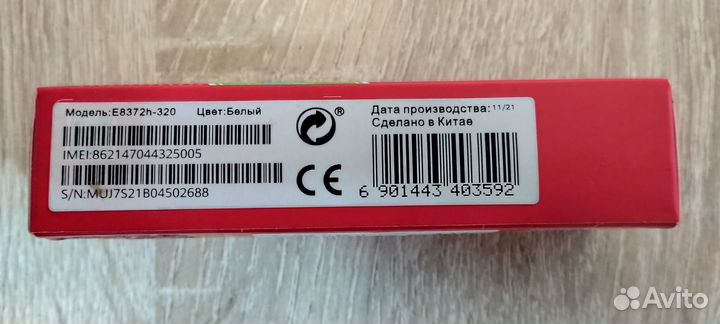 Модель:E8372h-320 Цвет:Белый
IMEI:862147044325005
S/N:MUJ7S21B04502688
®
CE
Дата производства: 11/21
Сделано в Китае
6 901443 403592
Avito